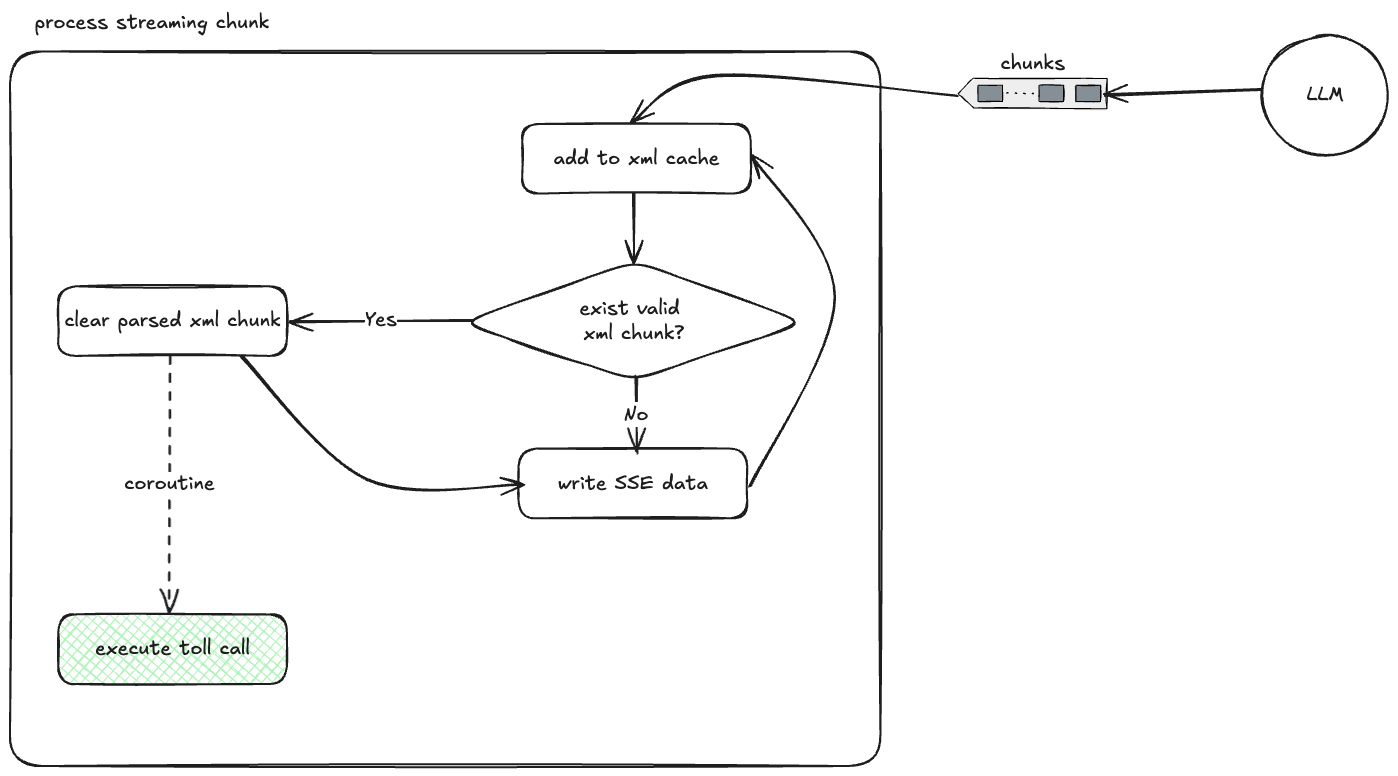 process streaming chunk
chunks
LLM
add to xml cache
exist valid
xml chunk?
Yes
clear parsed xml chunk
No
coroutine
write SSE data
execute toll call